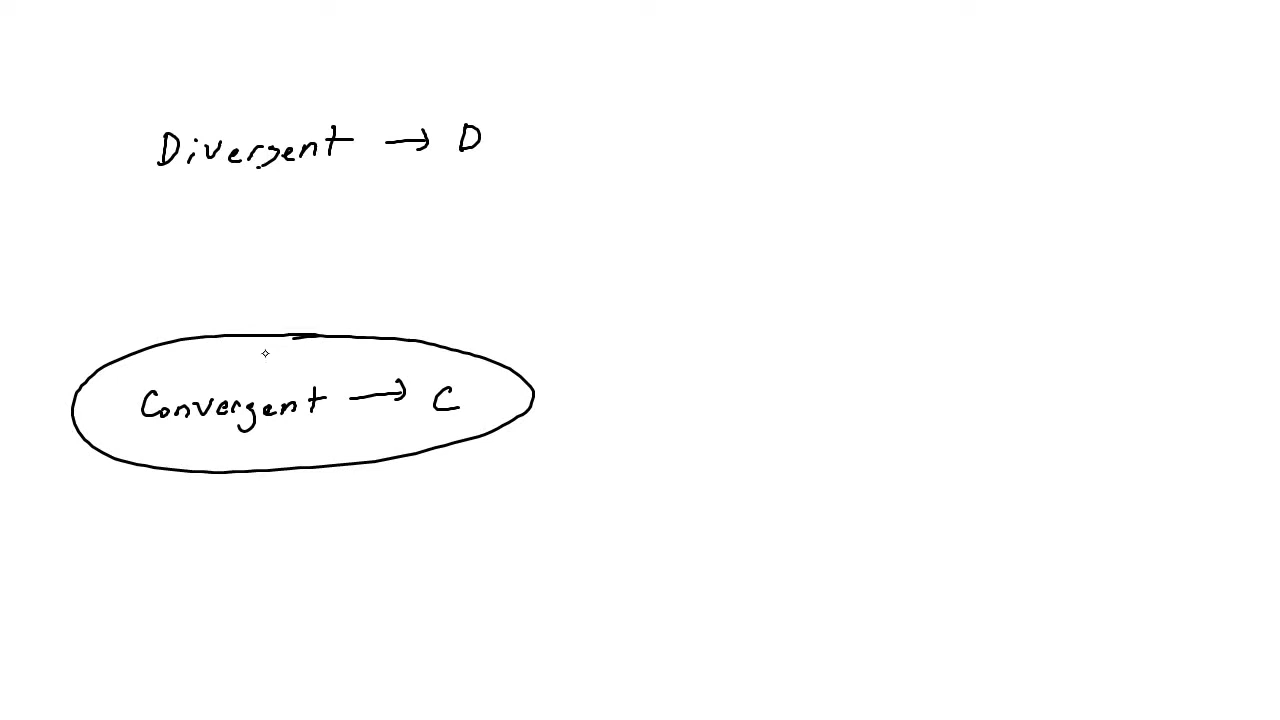 Divergent → D
Convergent → C